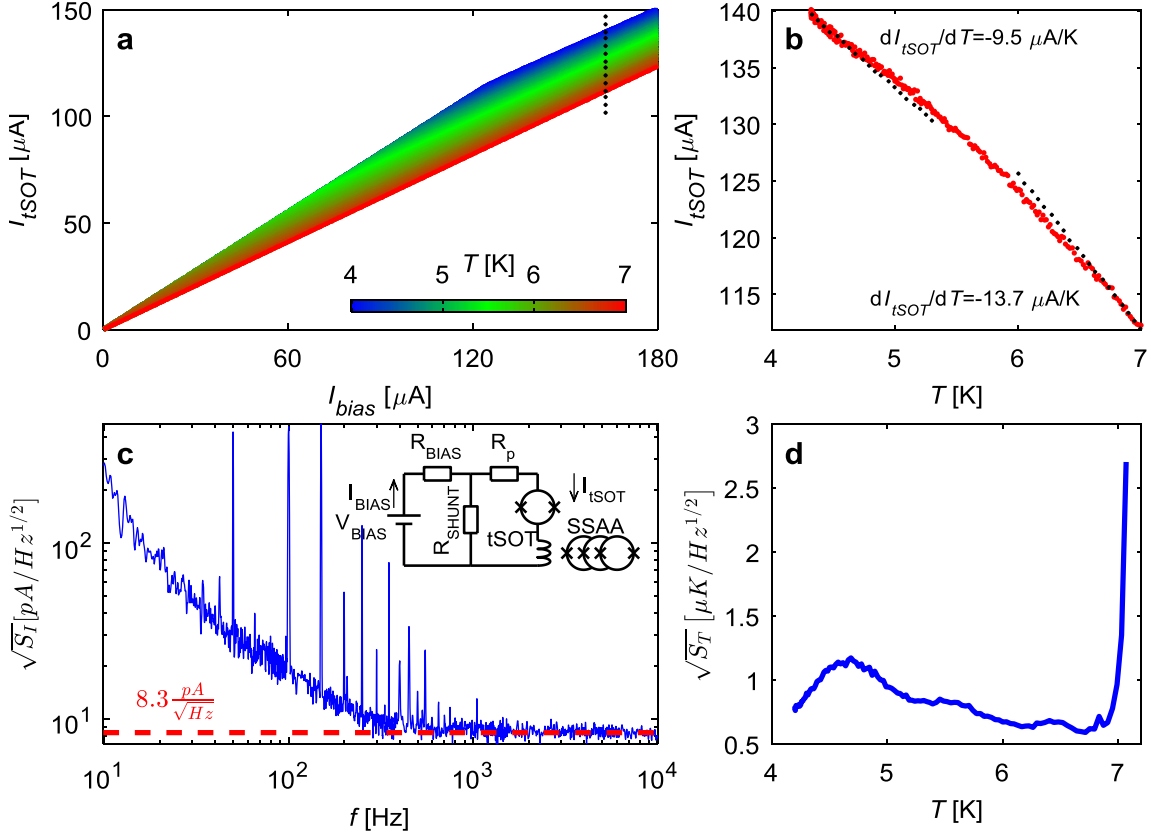 a
150
100
50
0
I_tSOT [µA]
T [K]
4 5 6 7
0 60 120 180
I_bias [µA]
b
140
135
130
125
120
115
I_tSOT [µA]
dI_tSOT/dT=-9.5 µA/K
dI_tSOT/dT=-13.7 µA/K
4 5 6 7
T [K]
c
10^2
10^1
√S_I [pA/Hz^1/2]
R_BIAS
R_p
I_BIAS
V_BIAS
R_SHUNT
tSOT
↓I_tSOT
SSAA
8.3 pA/√Hz
10^1 10^2 10^3 10^4
f [Hz]
d
3
2.5
2
1.5
1
0.5
√S_T [µK/Hz^1/2]
4 5 6 7
T [K]